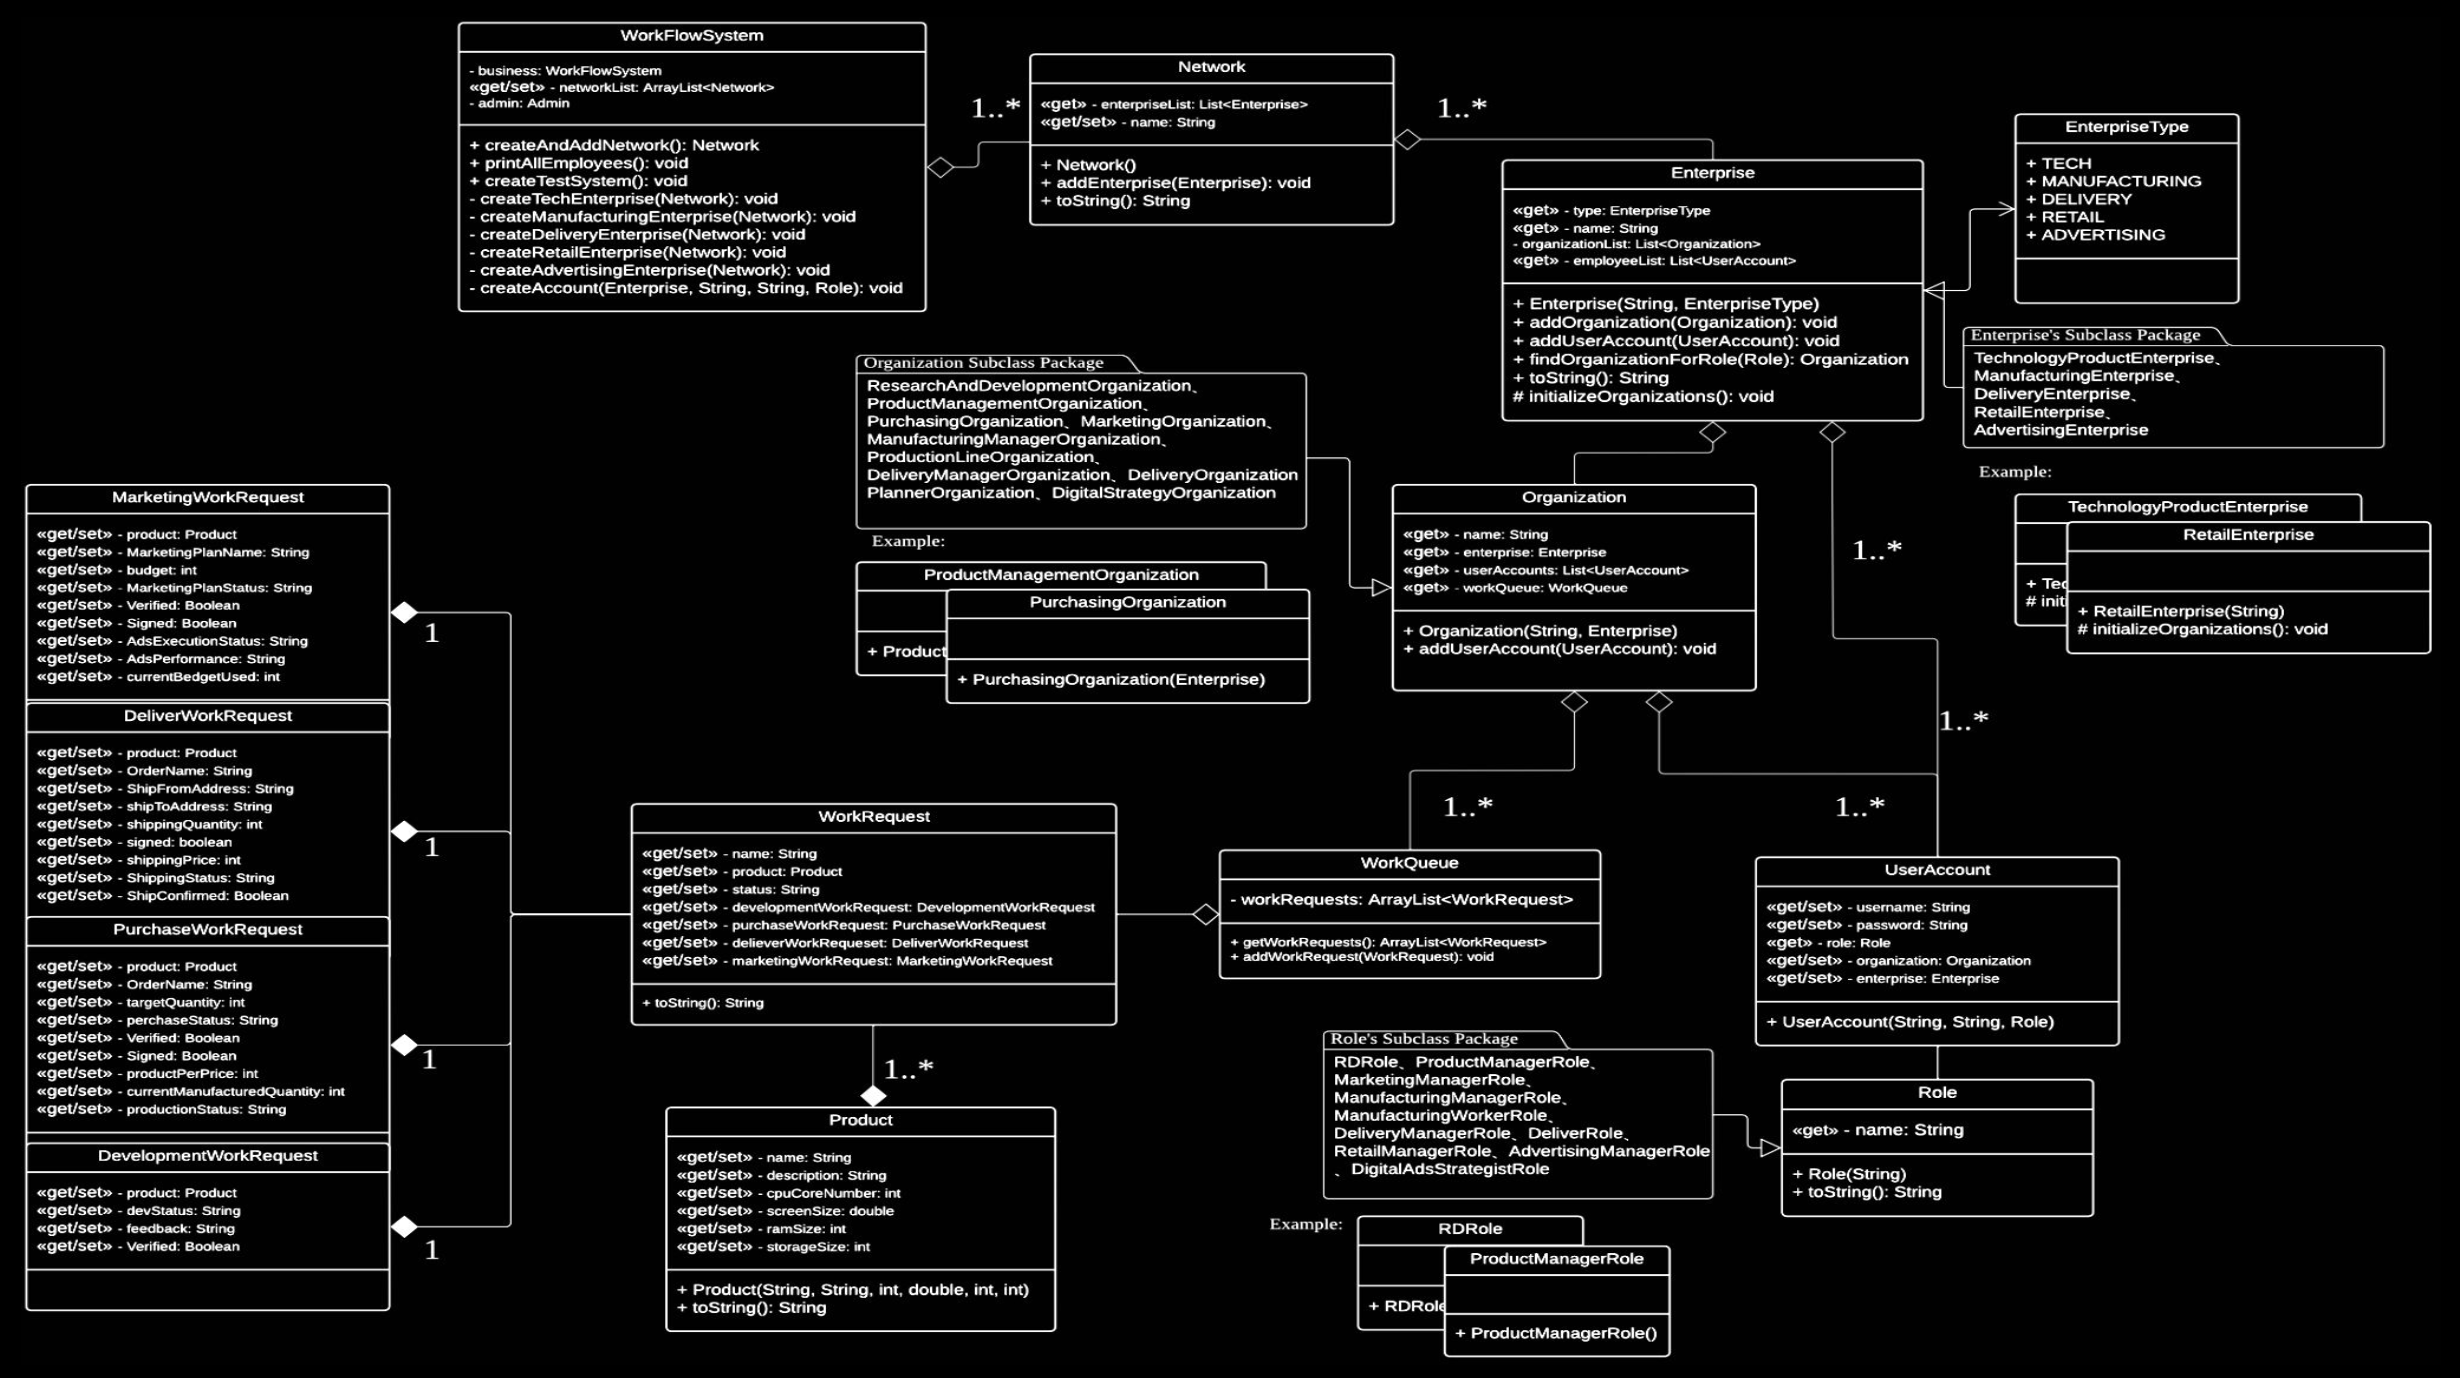 WorkFlowSystem
- business: WorkFlowSystem
«get/set» - networkList: ArrayList<Network>
- admin: Admin
+ createAndAddNetwork(): Network
+ printAllEmployees(): void
+ createTestSystem(): void
- createTechEnterprise(Network): void
- createManufacturingEnterprise(Network): void
- createDeliveryEnterprise(Network): void
- createRetailEnterprise(Network): void
- createAdvertisingEnterprise(Network): void
- createAccount(Enterprise, String, String, Role): void
1..*
Network
«get» - enterpriseList: List<Enterprise>
«get/set» - name: String
+ Network()
+ addEnterprise(Enterprise): void
+ toString(): String
1..*
Enterprise
«get» - type: EnterpriseType
«get» - name: String
- organizationList: List<Organization>
«get» - employeeList: List<UserAccount>
+ Enterprise(String, EnterpriseType)
+ addOrganization(Organization): void
+ addUserAccount(UserAccount): void
+ findOrganizationForRole(Role): Organization
+ toString(): String
# initializeOrganizations(): void
EnterpriseType
+ TECH
+ MANUFACTURING
+ DELIVERY
+ RETAIL
+ ADVERTISING
Enterprise's Subclass Package
TechnologyProductEnterprise、
ManufacturingEnterprise、
DeliveryEnterprise、
RetailEnterprise、
AdvertisingEnterprise
Example:
TechnologyProductEnterprise
+ Tec
# initi
RetailEnterprise
+ RetailEnterprise(String)
# initializeOrganizations(): void
Organization Subclass Package
ResearchAndDevelopmentOrganization、
ProductManagementOrganization、
PurchasingOrganization、MarketingOrganization、
ManufacturingManagerOrganization、
ProductionLineOrganization、
DeliveryManagerOrganization、DeliveryOrganization
PlannerOrganization、DigitalStrategyOrganization
Example:
ProductManagementOrganization
+ Product
PurchasingOrganization
+ PurchasingOrganization(Enterprise)
Organization
«get» - name: String
«get» - enterprise: Enterprise
«get» - userAccounts: List<UserAccount>
«get» - workQueue: WorkQueue
+ Organization(String, Enterprise)
+ addUserAccount(UserAccount): void
1..*
1..*
1..*
1..*
MarketingWorkRequest
«get/set» - product: Product
«get/set» - MarketingPlanName: String
«get/set» - budget: int
«get/set» - MarketingPlanStatus: String
«get/set» - Verified: Boolean
«get/set» - Signed: Boolean
«get/set» - AdsExecutionStatus: String
«get/set» - AdsPerformance: String
«get/set» - currentBedgetUsed: int
1
DeliverWorkRequest
«get/set» - product: Product
«get/set» - OrderName: String
«get/set» - ShipFromAddress: String
«get/set» - shipToAddress: String
«get/set» - shippingQuantity: int
«get/set» - signed: boolean
«get/set» - shippingPrice: int
«get/set» - ShippingStatus: String
«get/set» - ShipConfirmed: Boolean
1
PurchaseWorkRequest
«get/set» - product: Product
«get/set» - OrderName: String
«get/set» - targetQuantity: int
«get/set» - perchaseStatus: String
«get/set» - Verified: Boolean
«get/set» - Signed: Boolean
«get/set» - productPerPrice: int
«get/set» - currentManufacturedQuantity: int
«get/set» - productionStatus: String
1
DevelopmentWorkRequest
«get/set» - product: Product
«get/set» - devStatus: String
«get/set» - feedback: String
«get/set» - Verified: Boolean
1
WorkRequest
«get/set» - name: String
«get/set» - product: Product
«get/set» - status: String
«get/set» - developmentWorkRequest: DevelopmentWorkRequest
«get/set» - purchaseWorkRequest: PurchaseWorkRequest
«get/set» - delieverWorkRequeset: DeliverWorkRequest
«get/set» - marketingWorkRequest: MarketingWorkRequest
+ toString(): String
1..*
Product
«get/set» - name: String
«get/set» - description: String
«get/set» - cpuCoreNumber: int
«get/set» - screenSize: double
«get/set» - ramSize: int
«get/set» - storageSize: int
+ Product(String, String, int, double, int, int)
+ toString(): String
WorkQueue
- workRequests: ArrayList<WorkRequest>
+ getWorkRequests(): ArrayList<WorkRequest>
+ addWorkRequest(WorkRequest): void
UserAccount
«get/set» - username: String
«get/set» - password: String
«get» - role: Role
«get/set» - organization: Organization
«get/set» - enterprise: Enterprise
+ UserAccount(String, String, Role)
Role's Subclass Package
RDRole、ProductManagerRole、
MarketingManagerRole、
ManufacturingManagerRole、
ManufacturingWorkerRole、
DeliveryManagerRole、DeliverRole、
RetailManagerRole、AdvertisingManagerRole
、DigitalAdsStrategistRole
Role
«get» - name: String
+ Role(String)
+ toString(): String
Example:
RDRole
+ RDRole
ProductManagerRole
+ ProductManagerRole()